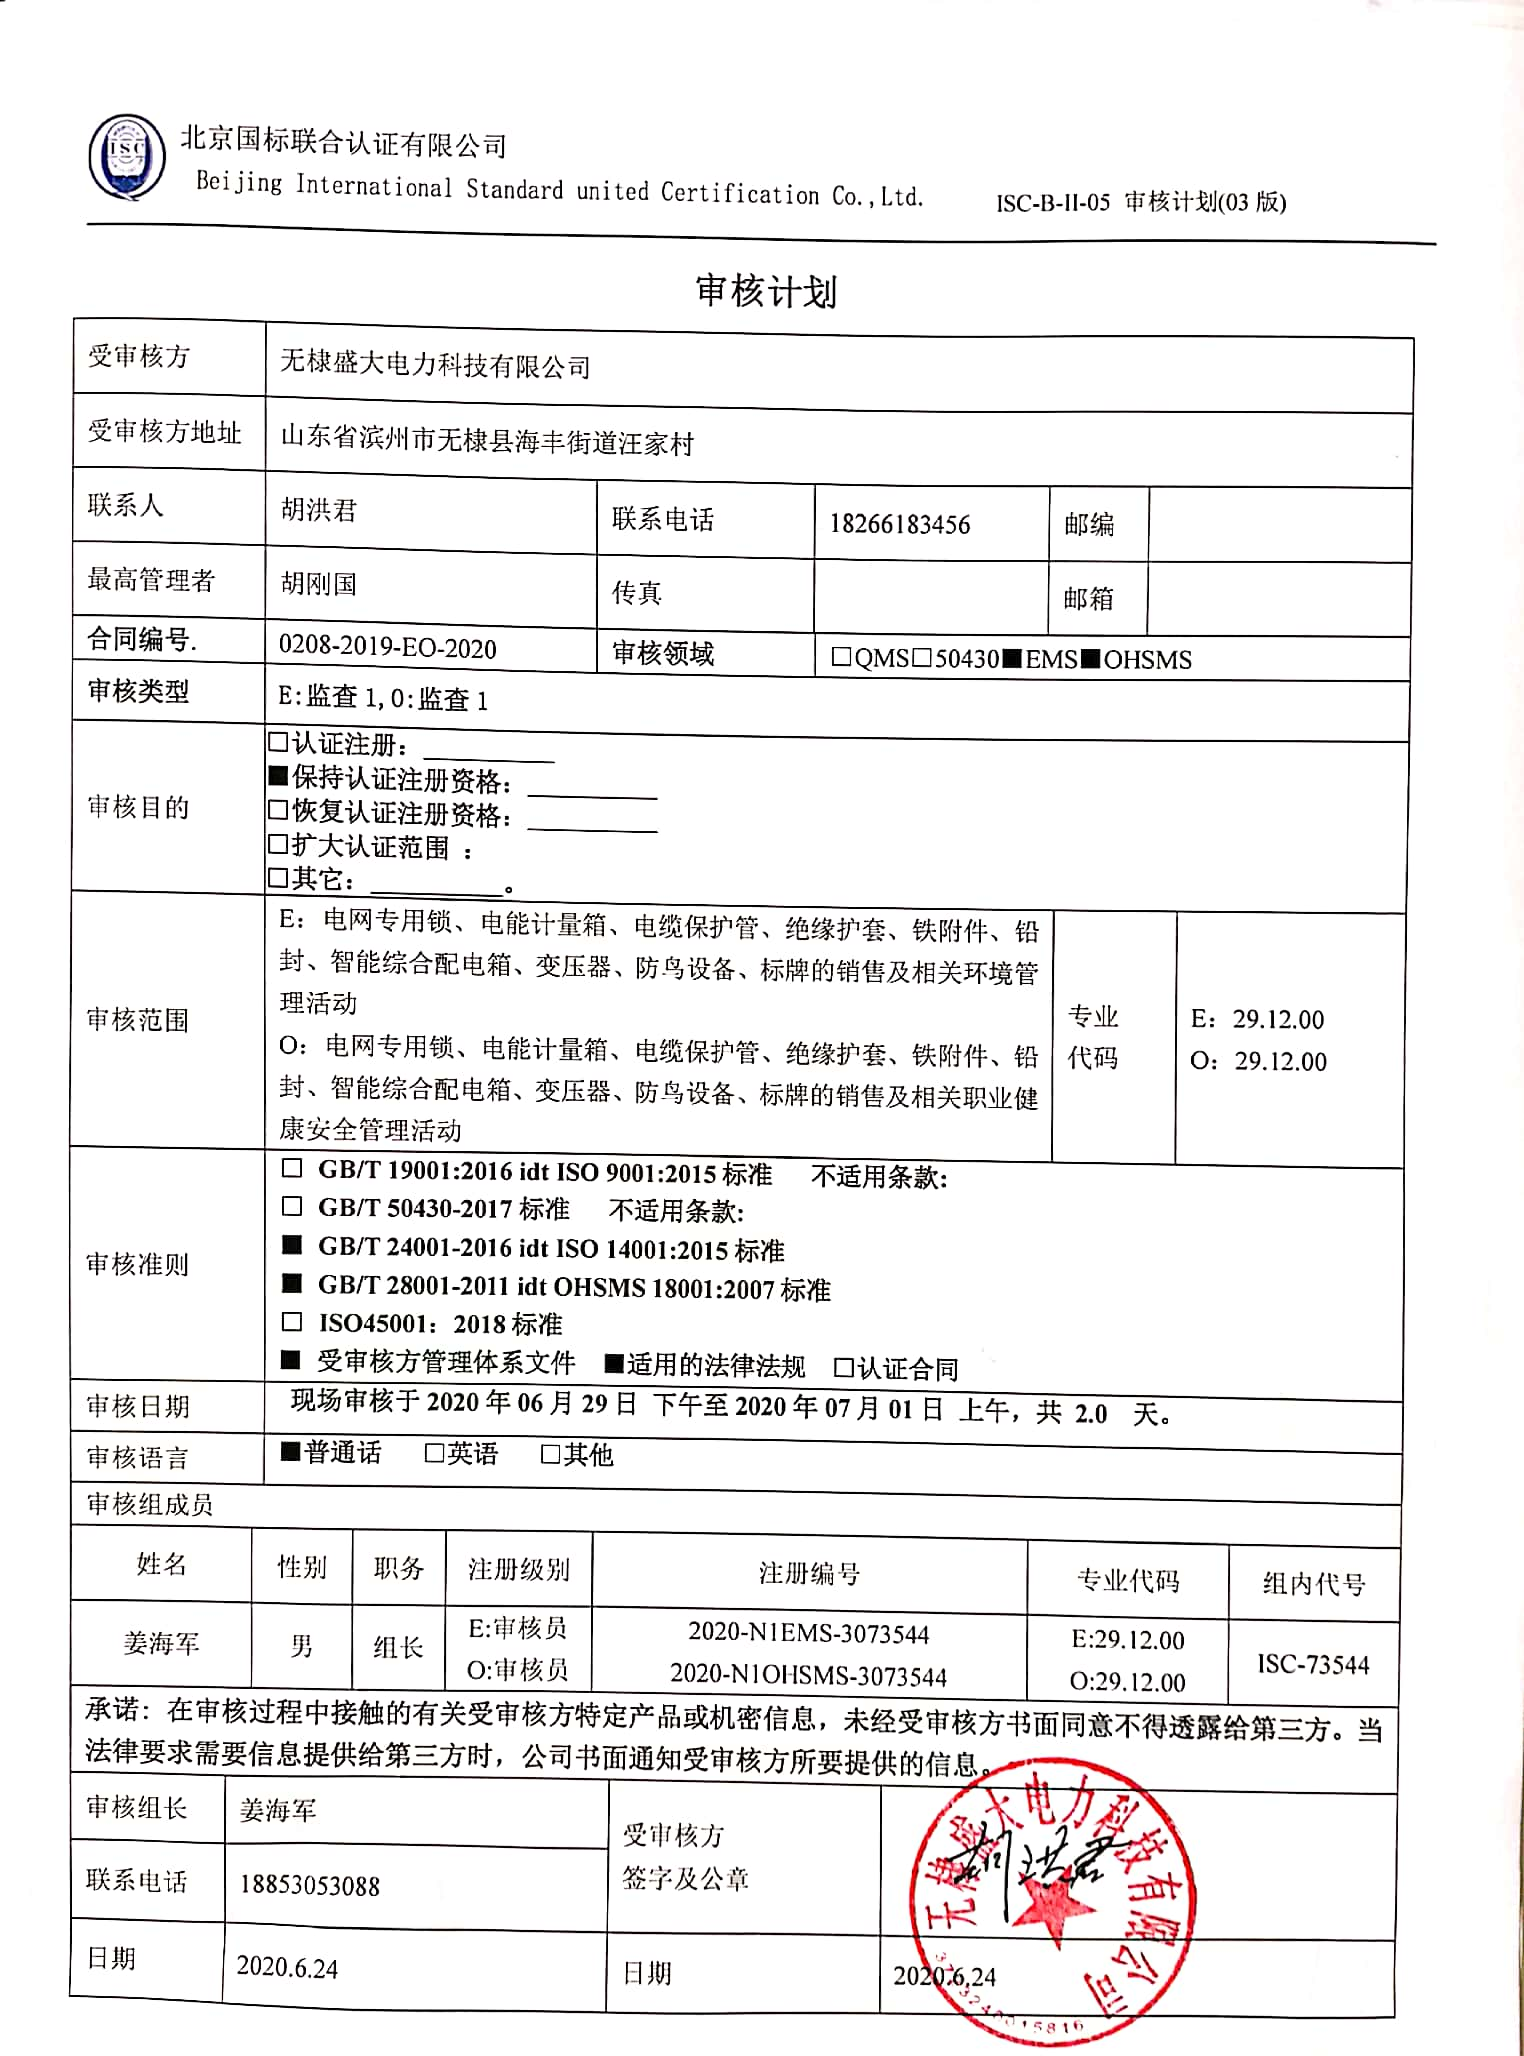 ISC
北京国标联合认证有限公司
Beijing International Standard united Certification Co.,Ltd.
ISC-B-II-05 审核计划(03 版)
审核计划
受审核方 无棣盛大电力科技有限公司
受审核方地址 山东省滨州市无棣县海丰街道汪家村
联系人 胡洪君 联系电话 18266183456 邮编
最高管理者 胡刚国 传真 邮箱
合同编号. 0208-2019-EO-2020 审核领域 □QMS□50430■EMS■OHSMS
审核类型 E:监查1,O:监查1
审核目的
□认证注册：
■保持认证注册资格：
□恢复认证注册资格：
□扩大认证范围 ：
□其它： 。
审核范围
E：电网专用锁、电能计量箱、电缆保护管、绝缘护套、铁附件、铅
封、智能综合配电箱、变压器、防鸟设备、标牌的销售及相关环境管
理活动
O：电网专用锁、电能计量箱、电缆保护管、绝缘护套、铁附件、铅
封、智能综合配电箱、变压器、防鸟设备、标牌的销售及相关职业健
康安全管理活动
专业
代码
E：29.12.00
O：29.12.00
审核准则
□ GB/T 19001:2016 idt ISO 9001:2015 标准 不适用条款:
□ GB/T 50430-2017 标准 不适用条款:
■ GB/T 24001-2016 idt ISO 14001:2015 标准
■ GB/T 28001-2011 idt OHSMS 18001:2007 标准
□ ISO45001：2018 标准
■ 受审核方管理体系文件 ■适用的法律法规 □认证合同
审核日期 现场审核于 2020 年 06 月 29 日 下午至 2020 年 07 月 01 日 上午，共 2.0 天。
审核语言 ■普通话 □英语 □其他
审核组成员
姓名 性别 职务 注册级别 注册编号 专业代码 组内代号
姜海军 男 组长
E:审核员
O:审核员
2020-N1EMS-3073544
2020-N1OHSMS-3073544
E:29.12.00
O:29.12.00
ISC-73544
承诺：在审核过程中接触的有关受审核方特定产品或机密信息，未经受审核方书面同意不得透露给第三方。当
法律要求需要信息提供给第三方时，公司书面通知受审核方所要提供的信息。
审核组长 姜海军
受审核方
签字及公章
胡洪君
无棣盛大电力科技有限公司
联系电话 18853053088
日期 2020.6.24 日期 2020.6.24